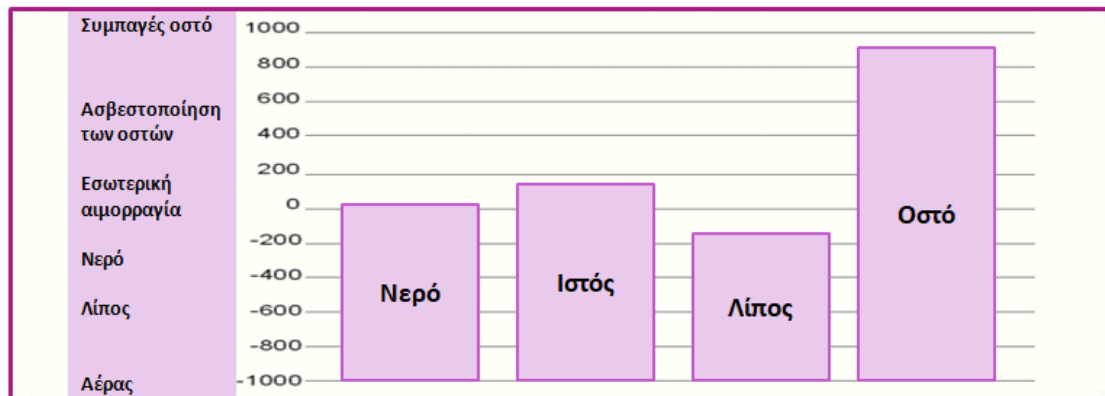 Συμπαγές οστό
Ασβεστοποίηση
των οστών
Εσωτερική
αιμορραγία
Νερό
Λίπος
Αέρας
1000
800
600
400
200
0
-200
-400
-600
-800
-1000
Νερό
Ιστός
Λίπος
Οστό